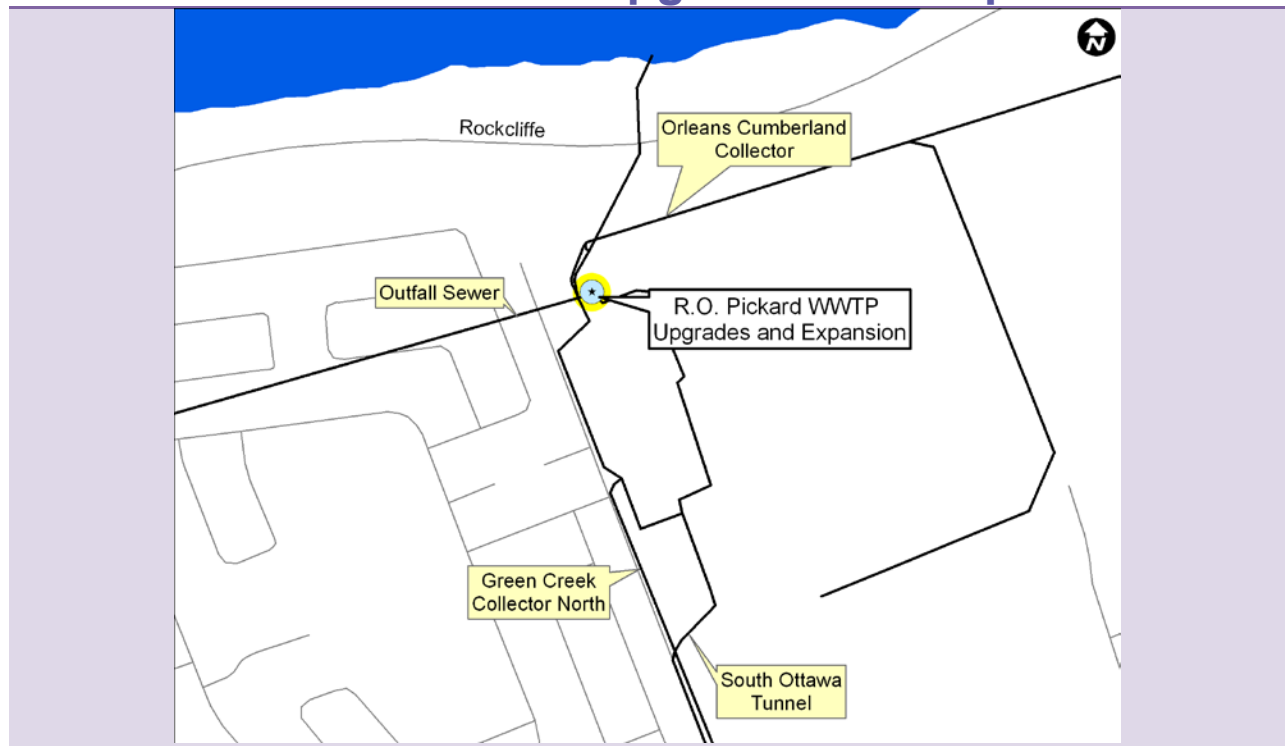 N
Rockcliffe
Orleans Cumberland
Collector
Outfall Sewer
R.O. Pickard WWTP
Upgrades and Expansion
Green Creek
Collector North
South Ottawa
Tunnel